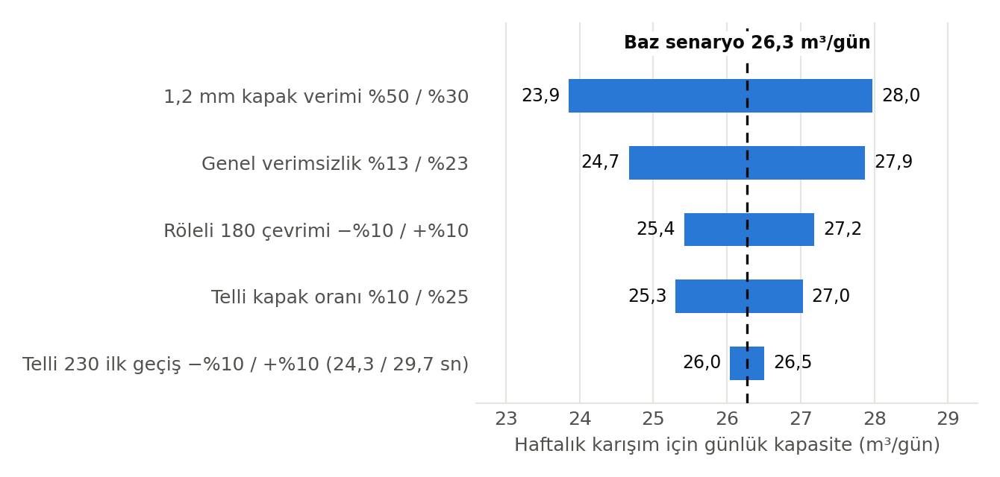 Baz senaryo 26,3 m³/gün
1,2 mm kapak verimi %50 / %30
23,9
28,0
Genel verimsizlik %13 / %23
24,7
27,9
Röleli 180 çevrimi −%10 / +%10
25,4
27,2
Telli kapak oranı %10 / %25
25,3
27,0
Telli 230 ilk geçiş −%10 / +%10 (24,3 / 29,7 sn)
26,0
26,5
23 24 25 26 27 28 29
Haftalık karışım için günlük kapasite (m³/gün)